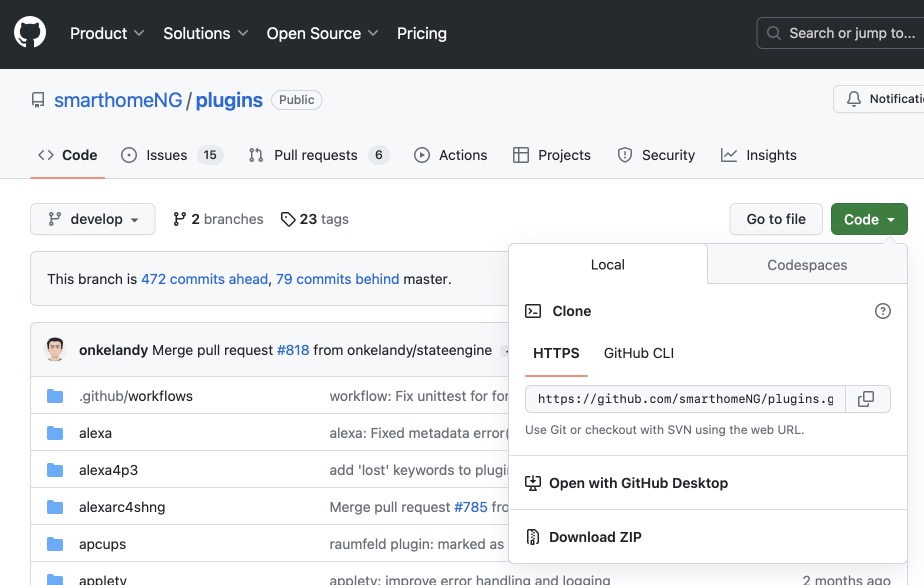 Product Solutions Open Source Pricing Search or jump to...
smarthomeNG / plugins Public
Code Issues 15 Pull requests 6 Actions Projects Security Insights
develop 2 branches 23 tags Go to file Code
Local Codespaces
This branch is 472 commits ahead, 79 commits behind master.
Clone
onkelandy Merge pull request #818 from onkelandy/stateengine
HTTPS GitHub CLI
.github/workflows workflow: Fix unittest for
https://github.com/smarthomeNG/plugins.g
alexa alexa: Fixed metadata error(
Use Git or checkout with SVN using the web URL.
alexa4p3 add 'lost' keywords to
Open with GitHub Desktop
alexarc4shng Merge pull request #785
Download ZIP
apcups raumfeld plugin: marked as
appletv appletv: improve error handling and logging 2 months ago